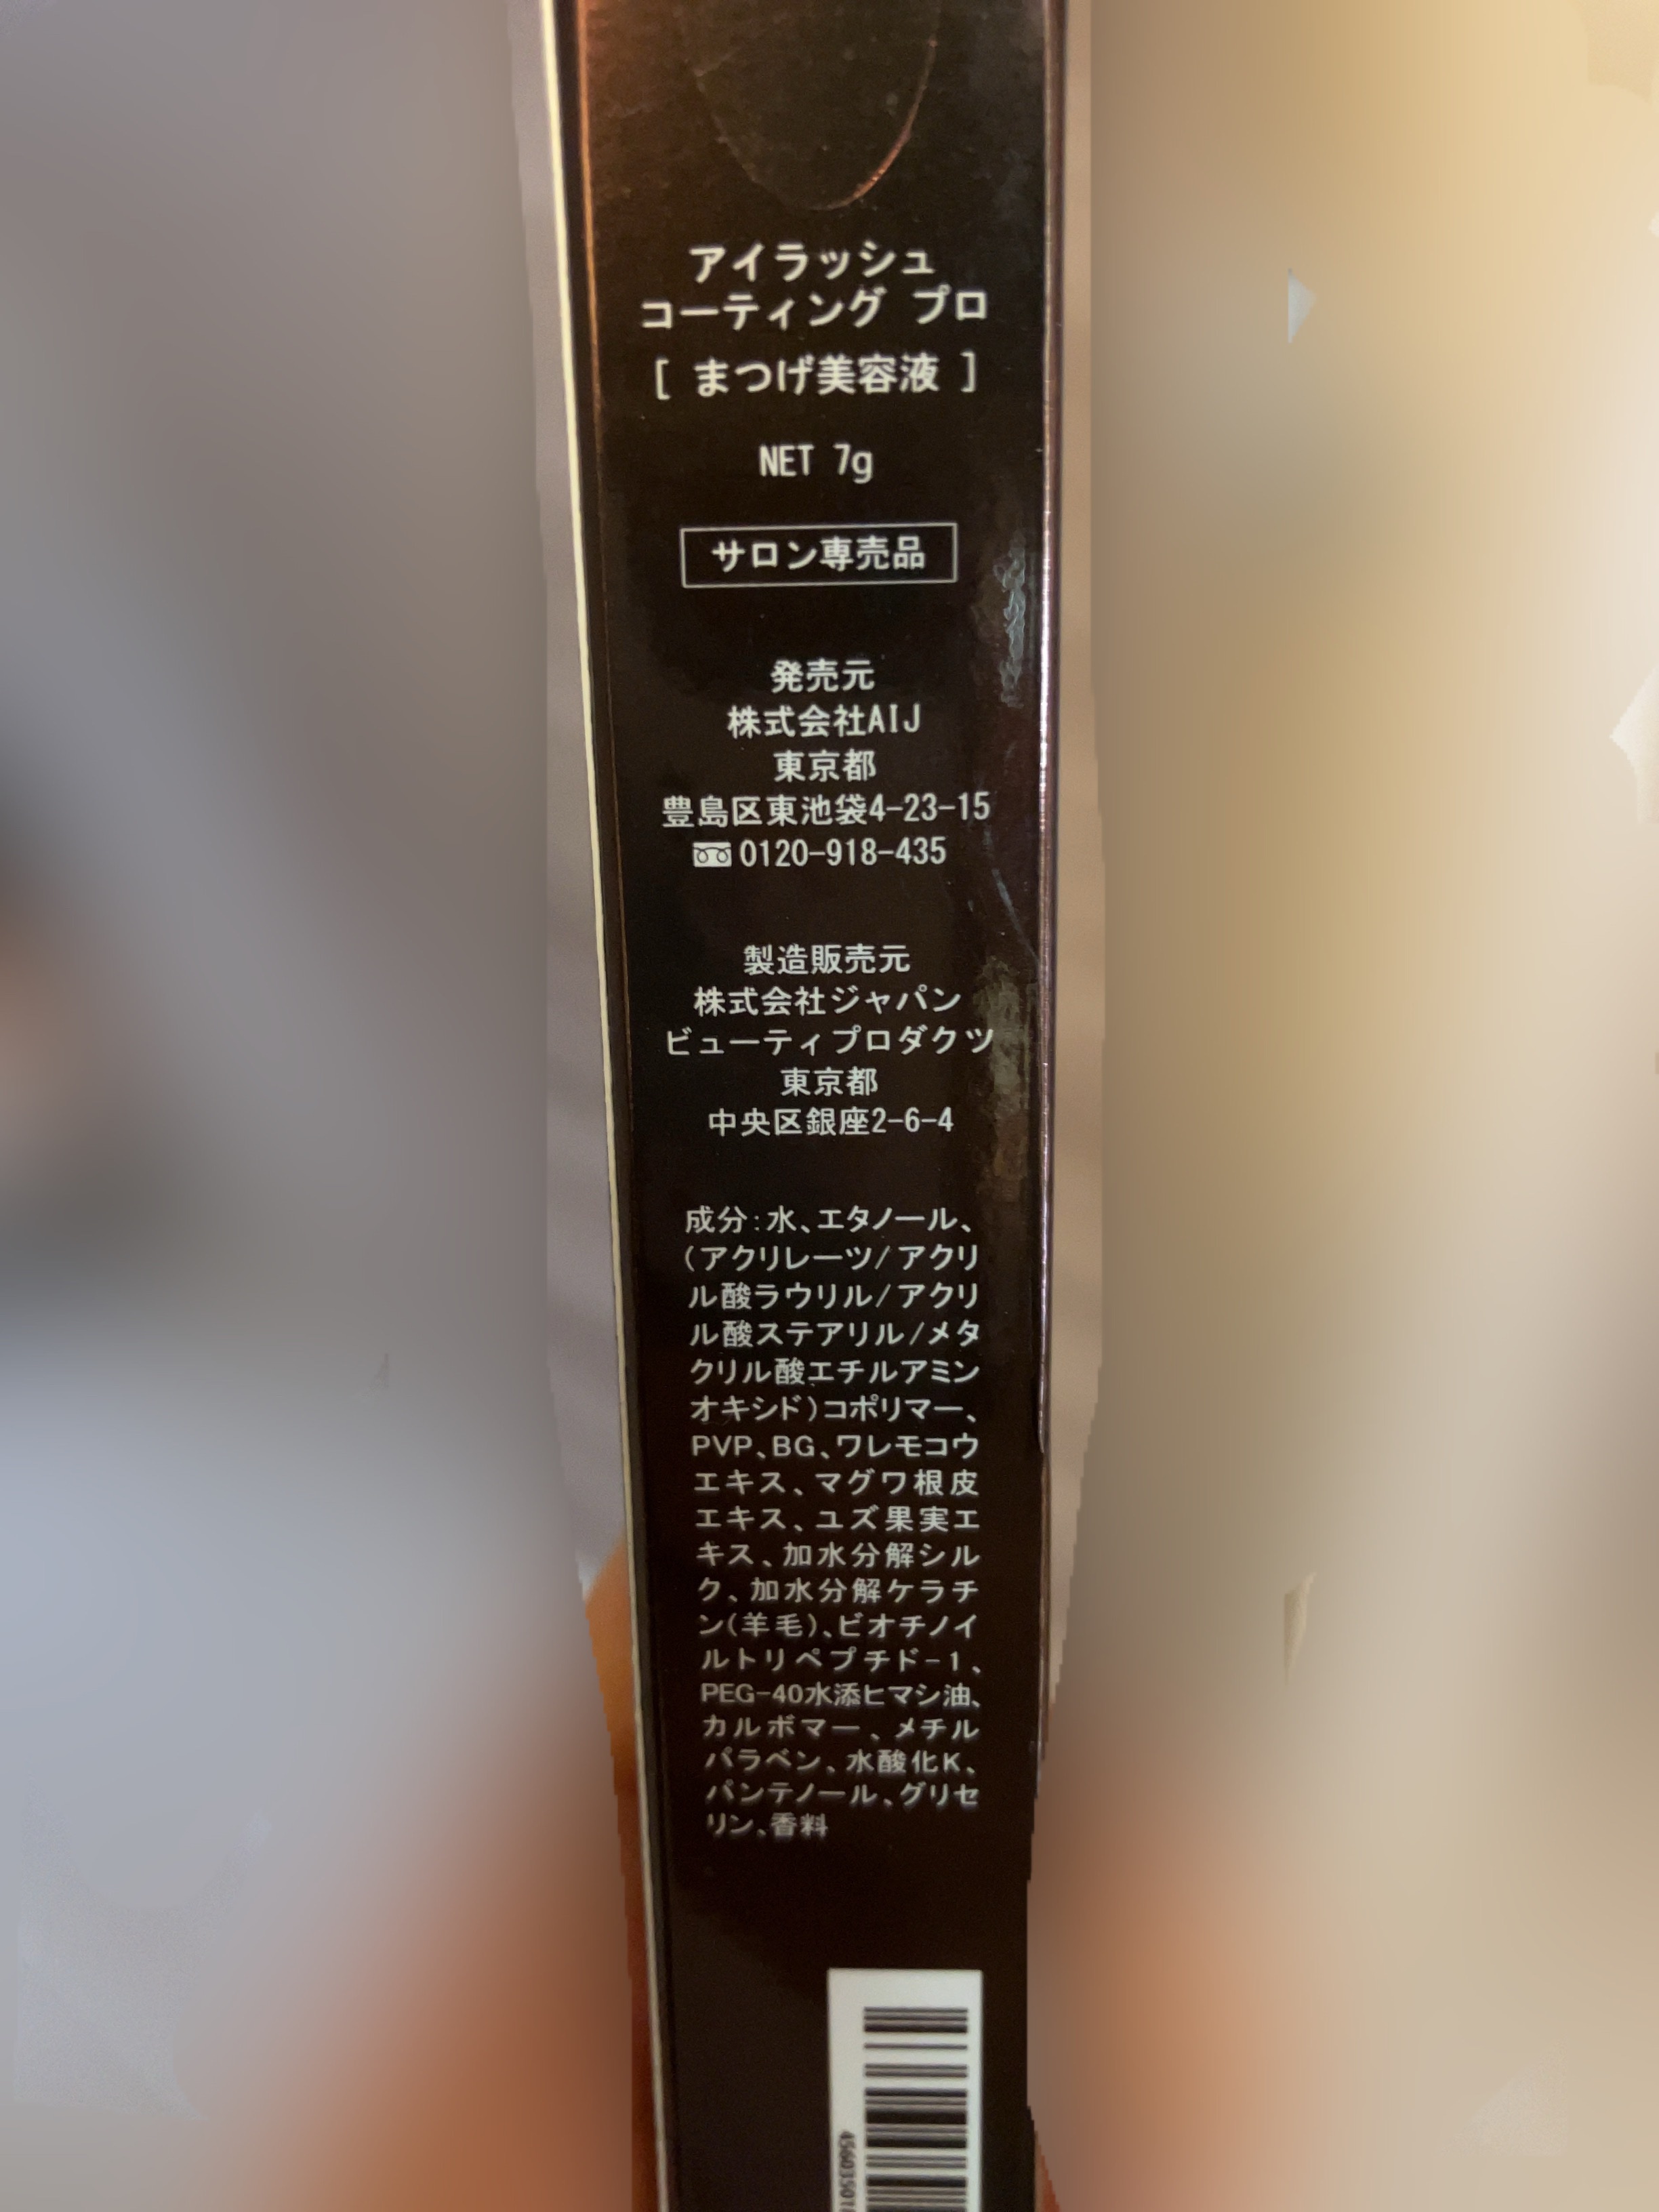 アイラッシュ
コーティング プロ
[ まつげ美容液 ]
NET 7g
サロン専売品
発売元
株式会社AIJ
東京都
豊島区東池袋4-23-15
0120-918-435
製造販売元
株式会社ジャパン
ビューティプロダクツ
東京都
中央区銀座2-6-4
成分:水、エタノール、
(アクリレーツ/アクリ
ル酸ラウリル/アクリ
ル酸ステアリル/メタ
クリル酸エチルアミン
オキシド)コポリマー、
PVP、BG、ワレモコウ
エキス、マグワ根皮
エキス、ユズ果実エ
キス、加水分解シル
ク、加水分解ケラチ
ン(羊毛)、ビオチノイ
ルトリペプチド-1、
PEG-40水添ヒマシ油、
カルボマー、メチル
パラベン、水酸化K、
パンテノール、グリセ
リン、香料